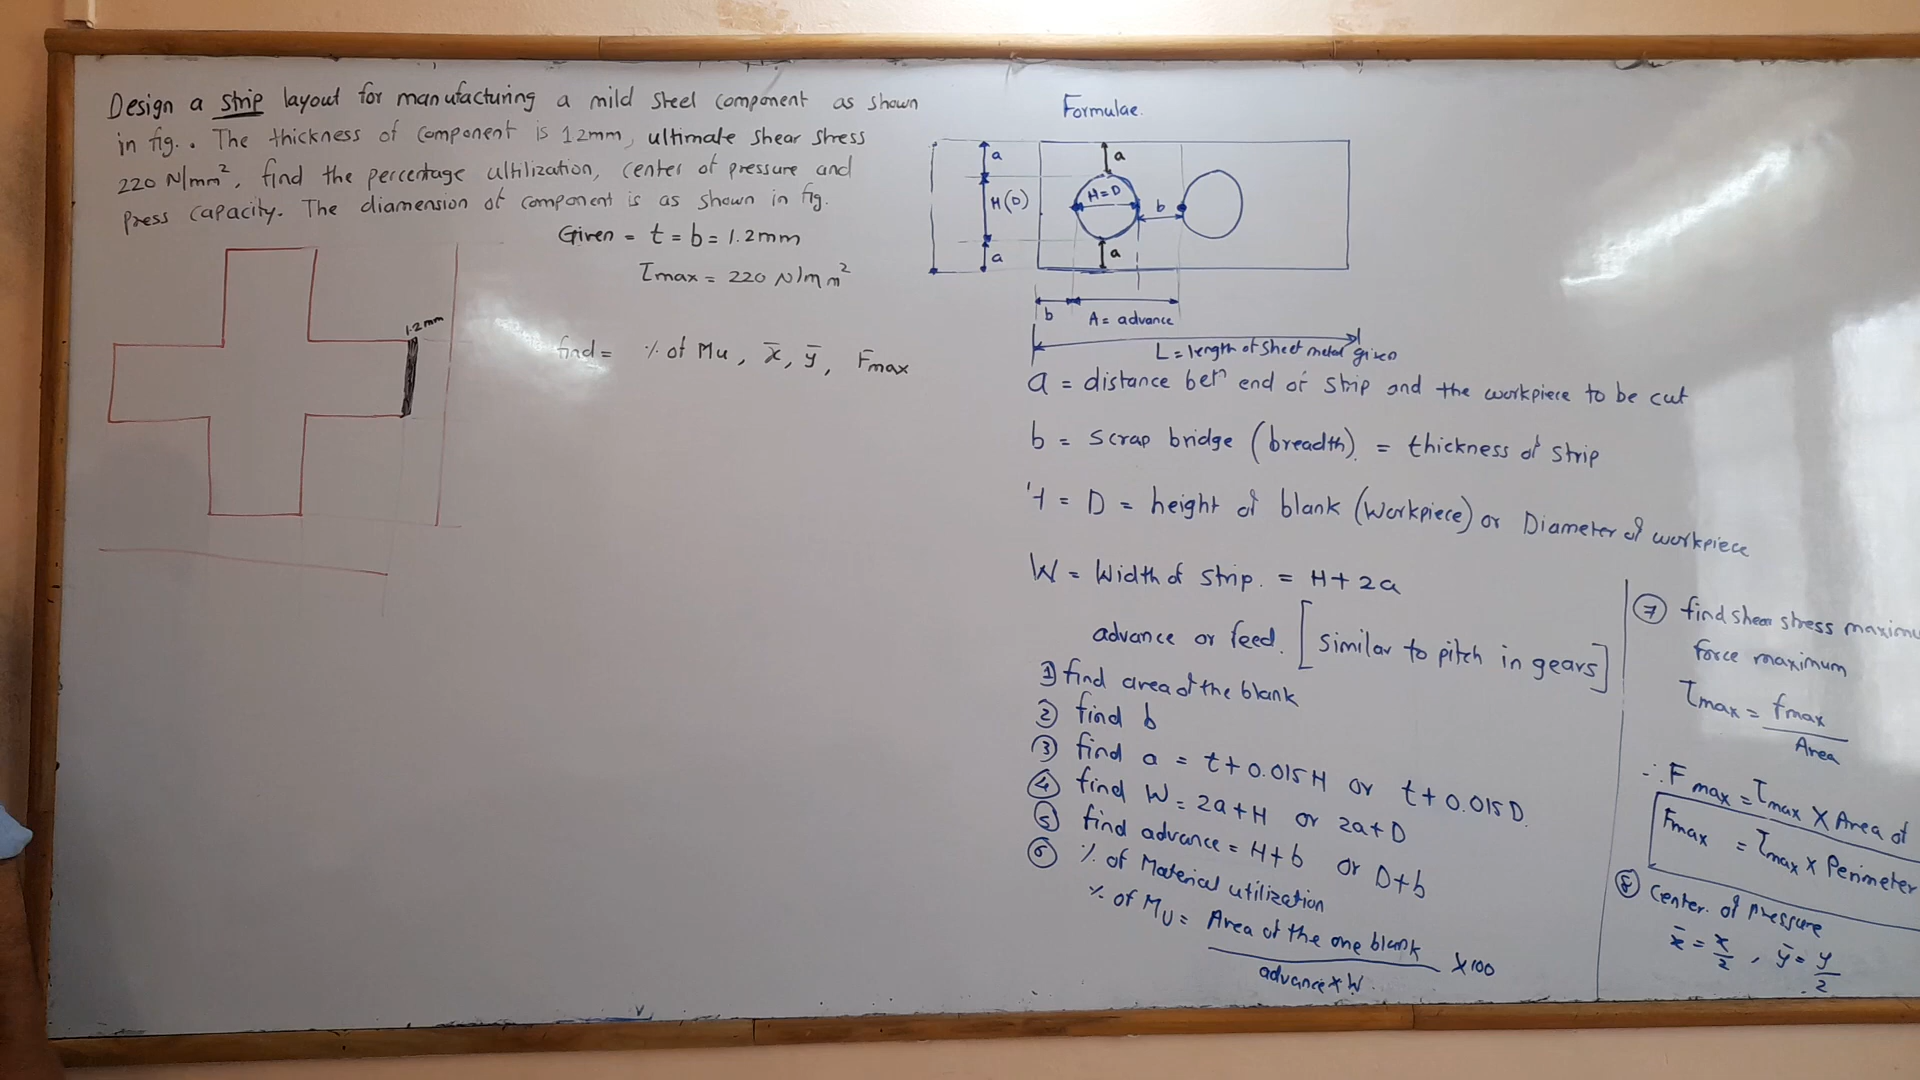 Design a strip layout for manufacturing a mild steel component as shown
in fig.. The thickness of component is 1.2mm, ultimate shear stress
220 N/mm², find the percentage ultilization, center of pressure and
press capacity. The diamension of component is as shown in fig.
Given = t = b = 1.2mm
τmax = 220 N/mm²
find = % of Mu, x̄, ȳ, Fmax
1.2mm
Formulae.
a
H(D)
a
a
H=D
b
a
b
A = advance
L = length of sheet metal given
a = distance betn end of strip and the workpiece to be cut
b = scrap bridge (breadth). = thickness of strip
H = D = height of blank (workpiece) or Diameter of workpiece
W = Width of strip. = H + 2a
advance or feed. [similar to pitch in gears]
① find area of the blank
② find b
③ find a = t + 0.015H or t + 0.015D.
④ find W = 2a + H or 2a + D
⑤ find advance = H + b or D + b
⑥ % of Material utilization
% of MU = Area of the one blank / advance x W. x 100
⑦ find shear stress maximu
force maximum
τmax = fmax / Area
∴ Fmax = τmax x Area of
Fmax = τmax x Perimeter
⑧ Center of Pressure
x̄ = x/2, ȳ = y/2